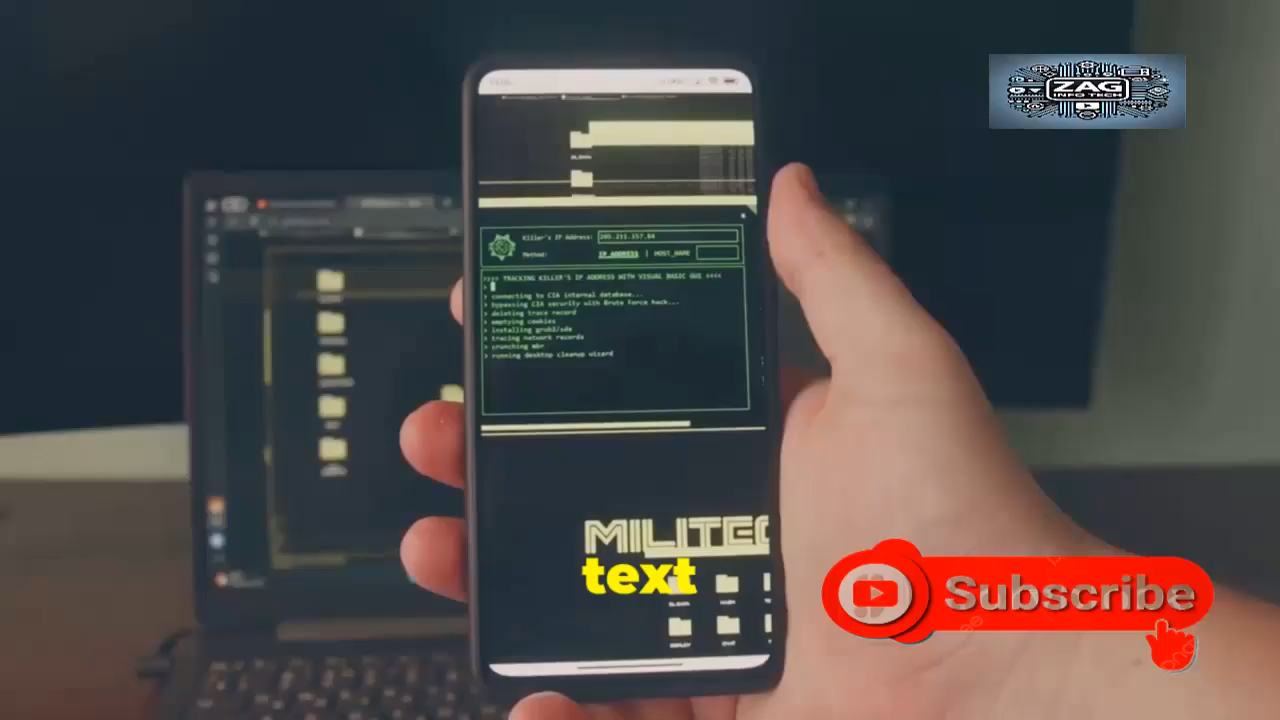 ZAG
INFO TECH
Killer's IP Address: 205.211.157.84
Method: IP_ADDRESS | HOST_NAME
>>>> TRACKING KILLER'S IP ADDRESS WITH VISUAL BASIC GUI <<<<
>
> connecting to CIA internal database...
> bypassing CIA security with Brute force hack...
> deleting trace record
> emptying cookies
> installing grub2/sda
> tracing network records
> crunching mbr
> running desktop cleanup wizard
MILITEC
text
Subscribe